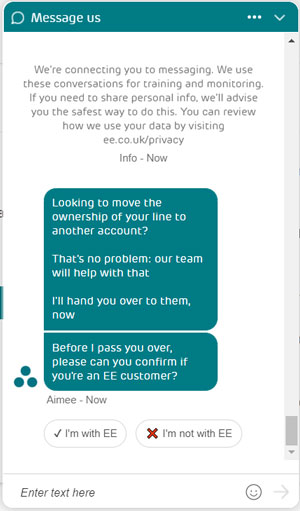 Message us
We're connecting you to messaging. We use
these conversations for training and monitoring.
If you need to share personal info, we'll advise
you the safest way to do this. You can review
how we use your data by visiting
ee.co.uk/privacy
Info - Now
Looking to move the
ownership of your line to
another account?
That's no problem: our team
will help with that
I'll hand you over to them,
now
Before I pass you over,
please can you confirm if
you're an EE customer?
Aimee - Now
✓ I'm with EE
❌ I'm not with EE
Enter text here